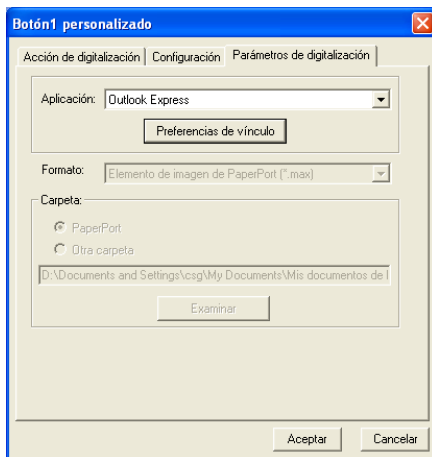 Botón1 personalizado
Acción de digitalización Configuración Parámetros de digitalización
Aplicación: Outlook Express
Preferencias de vínculo
Formato: Elemento de imagen de PaperPort (*.max)
Carpeta:
PaperPort
Otra carpeta
D:\Documents and Settings\csg\My Documents\Mis documentos de
Examinar
Aceptar Cancelar